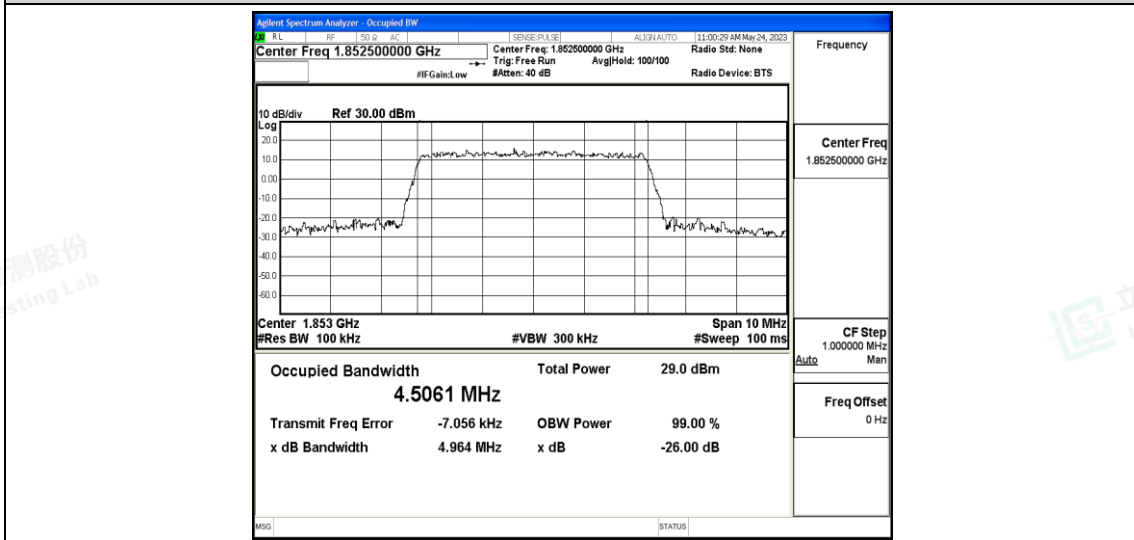 Agilent Spectrum Analyzer - Occupied BW
RL RF 50 Ω AC SENSE:PULSE ALIGNAUTO 11:00:29 AM May 24, 2023
Center Freq 1.852500000 GHz
Center Freq: 1.852500000 GHz
Radio Std: None
Trig: Free Run Avg|Hold: 100/100
#IFGain:Low #Atten: 40 dB Radio Device: BTS
Frequency
10 dB/div Ref 30.00 dBm
Log
20.0
10.0
0.00
-10.0
-20.0
-30.0
-40.0
-50.0
-60.0
Center 1.853 GHz Span 10 MHz
#Res BW 100 kHz #VBW 300 kHz #Sweep 100 ms
Occupied Bandwidth Total Power 29.0 dBm
4.5061 MHz
Transmit Freq Error -7.056 kHz OBW Power 99.00 %
x dB Bandwidth 4.964 MHz x dB -26.00 dB
Center Freq
1.852500000 GHz
CF Step
1.000000 MHz
Auto Man
Freq Offset
0 Hz
MSG STATUS
测股份
sting Lab
立